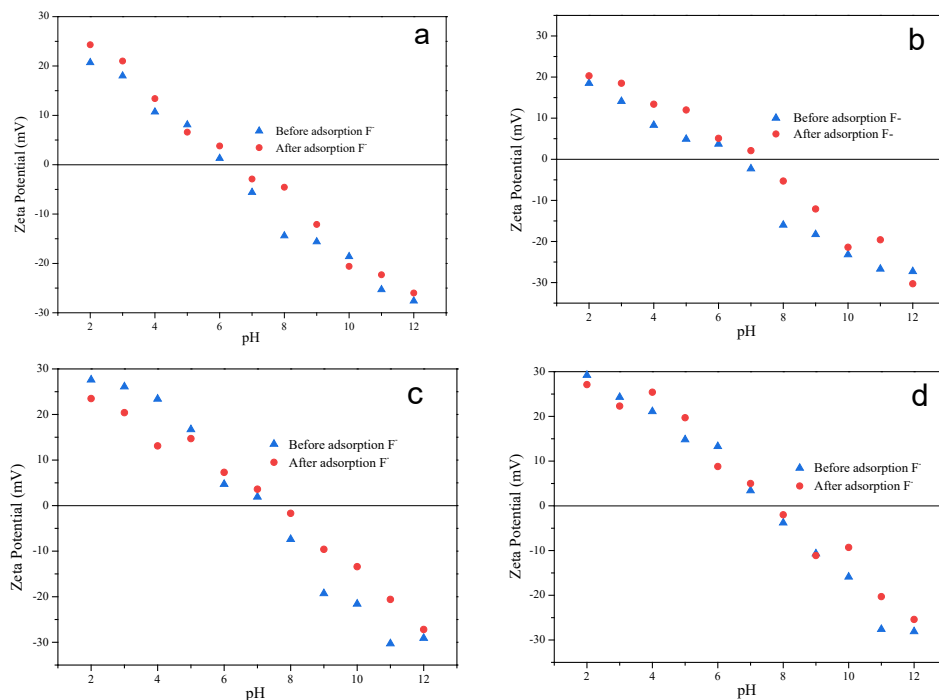 a
30
20
10
0
-10
-20
-30
Zeta Potential (mV)
Before adsorption F-
After adsorption F-
2 4 6 8 10 12
pH
b
30
20
10
0
-10
-20
-30
Zeta Potential (mV)
Before adsorption F-
After adsorption F-
2 4 6 8 10 12
pH
c
30
20
10
0
-10
-20
-30
Zeta Potential (mV)
Before adsorption F-
After adsorption F-
2 4 6 8 10 12
pH
d
30
20
10
0
-10
-20
-30
Zeta Potential (mV)
Before adsorption F-
After adsorption F-
2 4 6 8 10 12
pH